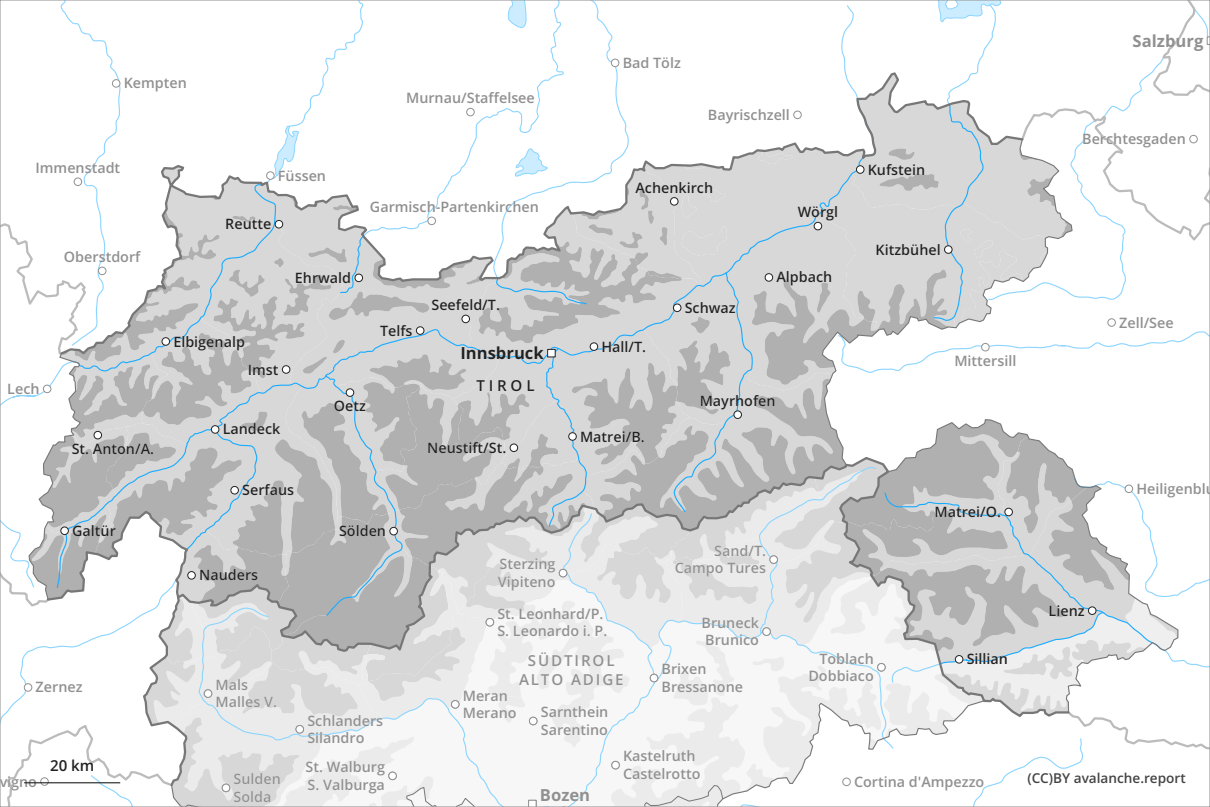 Salzburg
Bad Tölz
Kempten
Murnau/Staffelsee
Bayrischzell
Berchtesgaden
Immenstadt
Füssen
Kufstein
Achenkirch
Garmisch-Partenkirchen
Wörgl
Reutte
Kitzbühel
Oberstdorf
Ehrwald
Alpbach
Seefeld/T.
Schwaz
Zell/See
Telfs
Elbigenalp
Innsbruck
Hall/T.
Mittersill
Imst
TIROL
Lech
Oetz
Mayrhofen
Landeck
St. Anton/A.
Neustift/St.
Matrei/B.
Serfaus
Heiligenblu
Matrei/O.
Galtür
Sölden
Sand/T.
Campo Tures
Sterzing
Vipiteno
Nauders
Lienz
St. Leonhard/P.
S. Leonardo i. P.
Bruneck
Brunico
SÜDTIROL
ALTO ADIGE
Toblach
Dobbiaco
Sillian
Brixen
Bressanone
Zernez
Mals
Malles V.
Meran
Merano
Sarnthein
Sarentino
Schlanders
Silandro
Kastelruth
Castelrotto
20 km
St. Walburg
S. Valburga
vigno
Sulden
Solda
Cortina d'Ampezzo
(CC)BY avalanche.report
Bozen